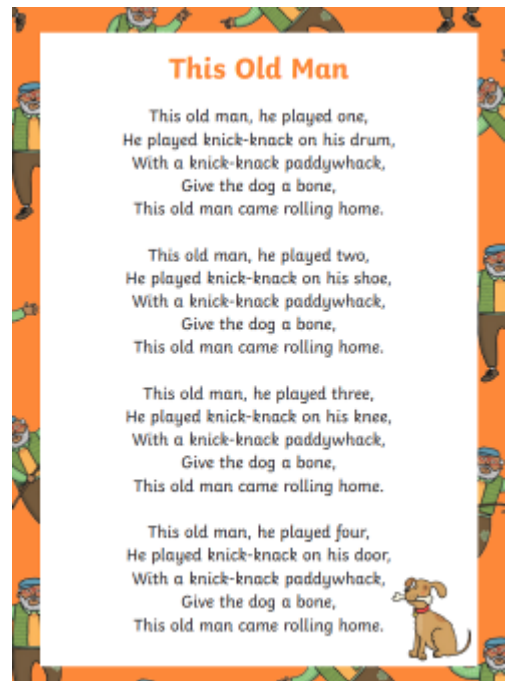 This Old Man
This old man, he played one,
He played knick-knack on his drum,
With a knick-knack paddywhack,
Give the dog a bone,
This old man came rolling home.
This old man, he played two,
He played knick-knack on his shoe,
With a knick-knack paddywhack,
Give the dog a bone,
This old man came rolling home.
This old man, he played three,
He played knick-knack on his knee,
With a knick-knack paddywhack,
Give the dog a bone,
This old man came rolling home.
This old man, he played four,
He played knick-knack on his door,
With a knick-knack paddywhack,
Give the dog a bone,
This old man came rolling home.